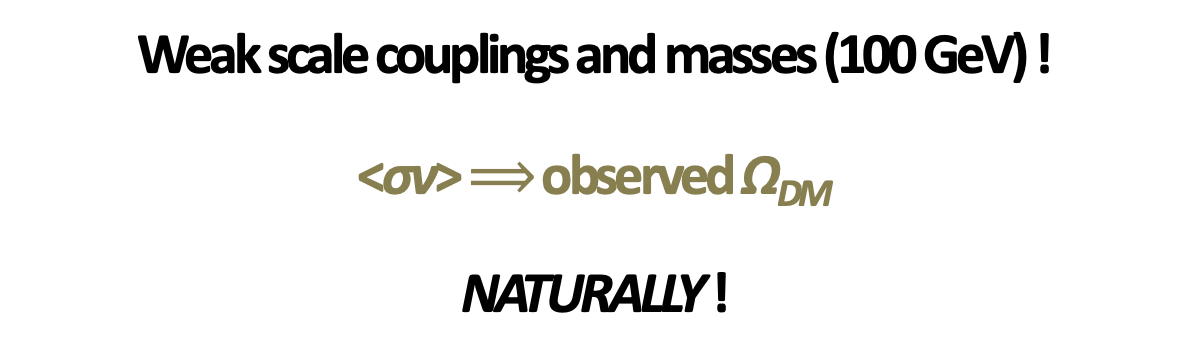 Weak scale couplings and masses (100 GeV) !
<σv> ⟹ observed Ω_DM
NATURALLY !